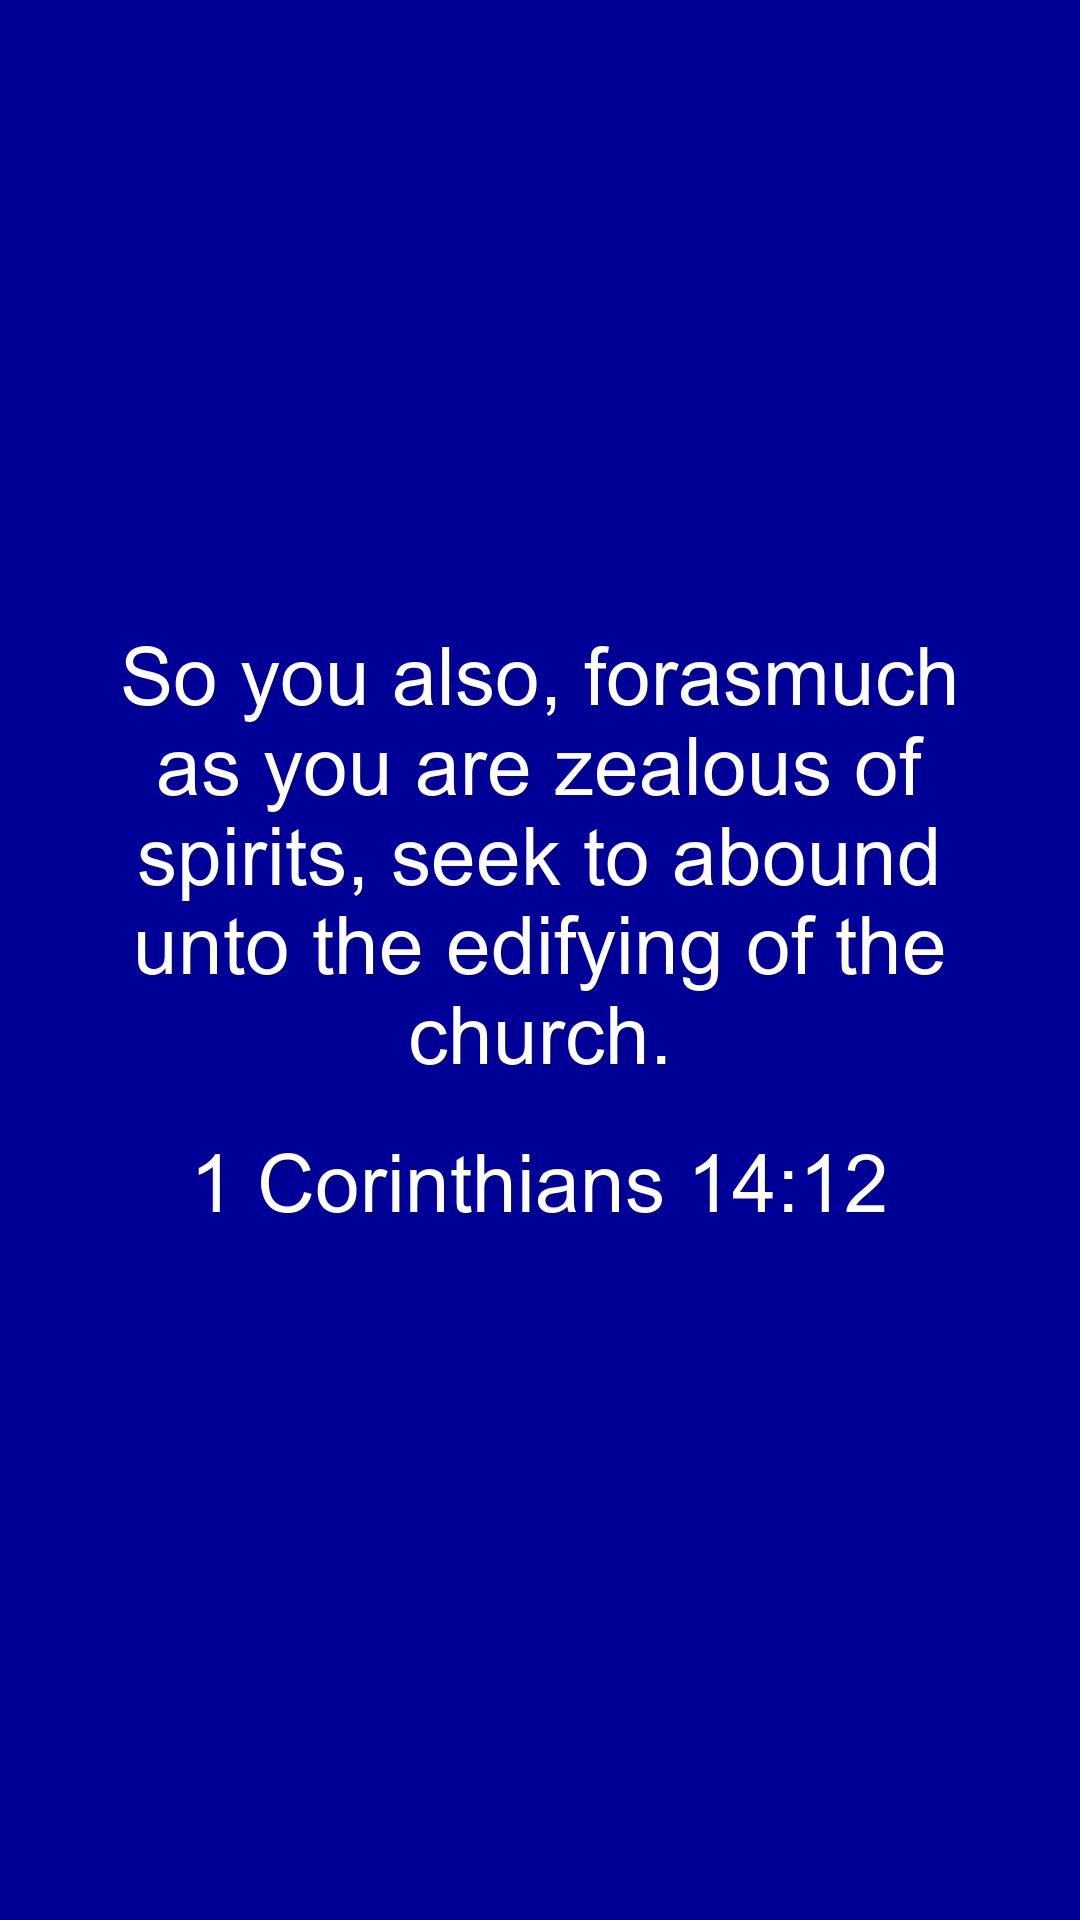 So you also, forasmuch
as you are zealous of
spirits, seek to abound
unto the edifying of the
church.
1 Corinthians 14:12